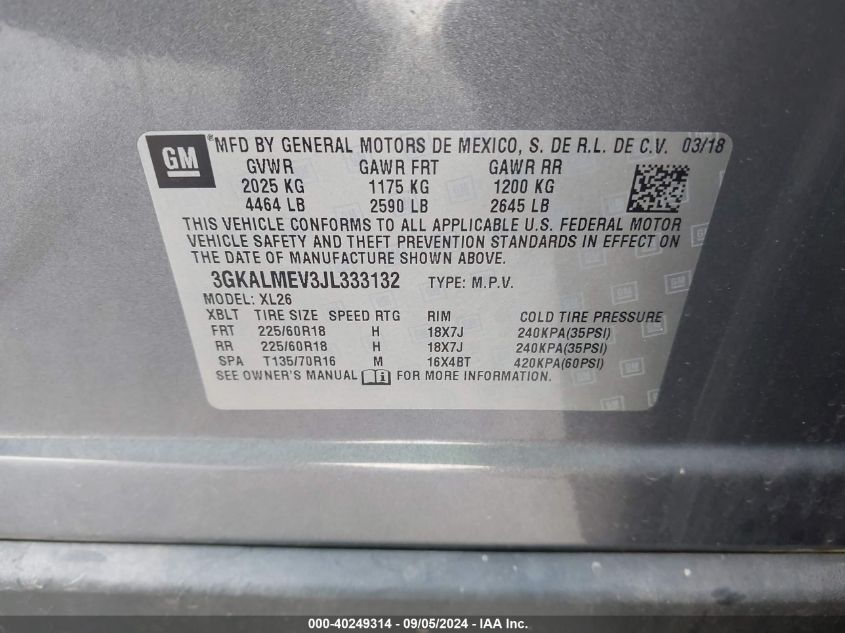 GM ® MFD BY GENERAL MOTORS DE MEXICO, S. DE R.L. DE C.V. 03/18
GVWR GAWR FRT GAWR RR
2025 KG 1175 KG 1200 KG
4464 LB 2590 LB 2645 LB
THIS VEHICLE CONFORMS TO ALL APPLICABLE U.S. FEDERAL MOTOR
VEHICLE SAFETY AND THEFT PREVENTION STANDARDS IN EFFECT ON
THE DATE OF MANUFACTURE SHOWN ABOVE.
3GKALMEV3JL333132 TYPE: M.P.V.
MODEL: XL26
XBLT TIRE SIZE SPEED RTG RIM COLD TIRE PRESSURE
FRT 225/60R18 H 18X7J 240KPA(35PSI)
RR 225/60R18 H 18X7J 240KPA(35PSI)
SPA T135/70R16 M 16X4BT 420KPA(60PSI)
SEE OWNER'S MANUAL i FOR MORE INFORMATION.
000-40249314 - 09/05/2024 - IAA Inc.